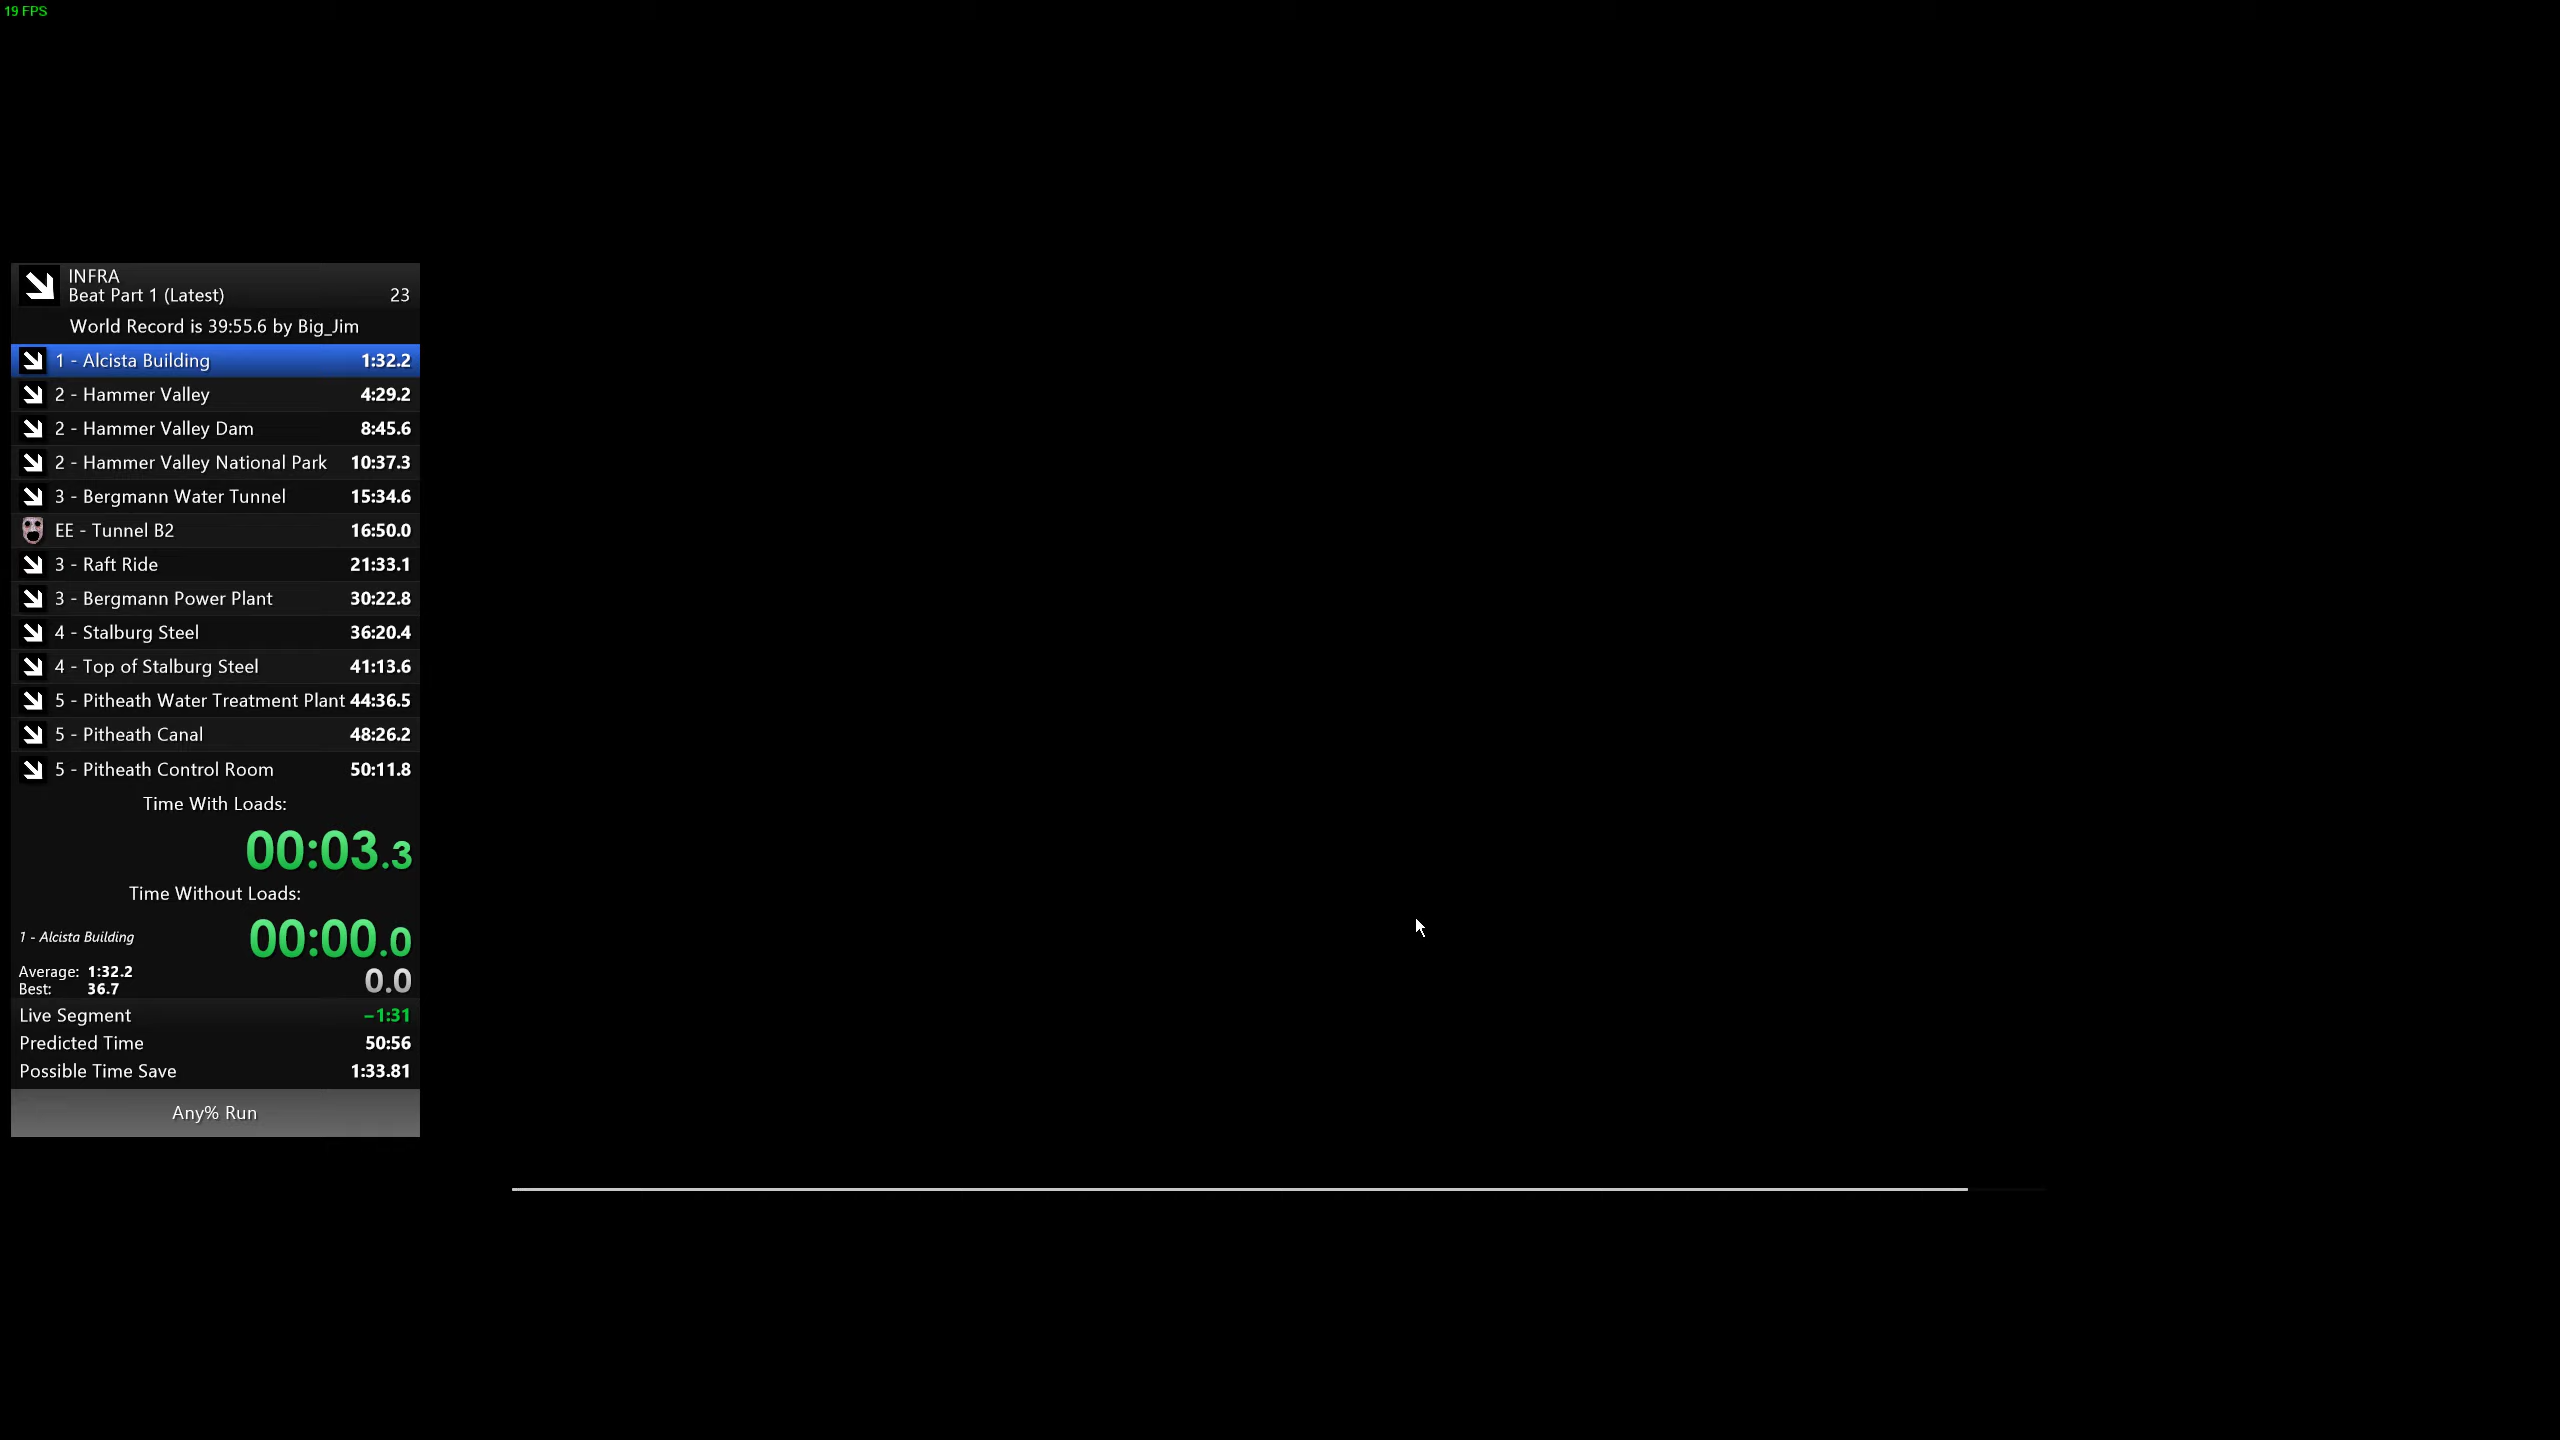 19 FPS
INFRA
Beat Part 1 (Latest) 23
World Record is 39:55.6 by Big_Jim
1 - Alcista Building 1:32.2
2 - Hammer Valley 4:29.2
2 - Hammer Valley Dam 8:45.6
2 - Hammer Valley National Park 10:37.3
3 - Bergmann Water Tunnel 15:34.6
EE - Tunnel B2 16:50.0
3 - Raft Ride 21:33.1
3 - Bergmann Power Plant 30:22.8
4 - Stalburg Steel 36:20.4
4 - Top of Stalburg Steel 41:13.6
5 - Pitheath Water Treatment Plant 44:36.5
5 - Pitheath Canal 48:26.2
5 - Pitheath Control Room 50:11.8
Time With Loads:
00:03.3
Time Without Loads:
1 - Alcista Building 00:00.0
Average: 1:32.2
Best: 36.7 0.0
Live Segment −1:31
Predicted Time 50:56
Possible Time Save 1:33.81
Any% Run